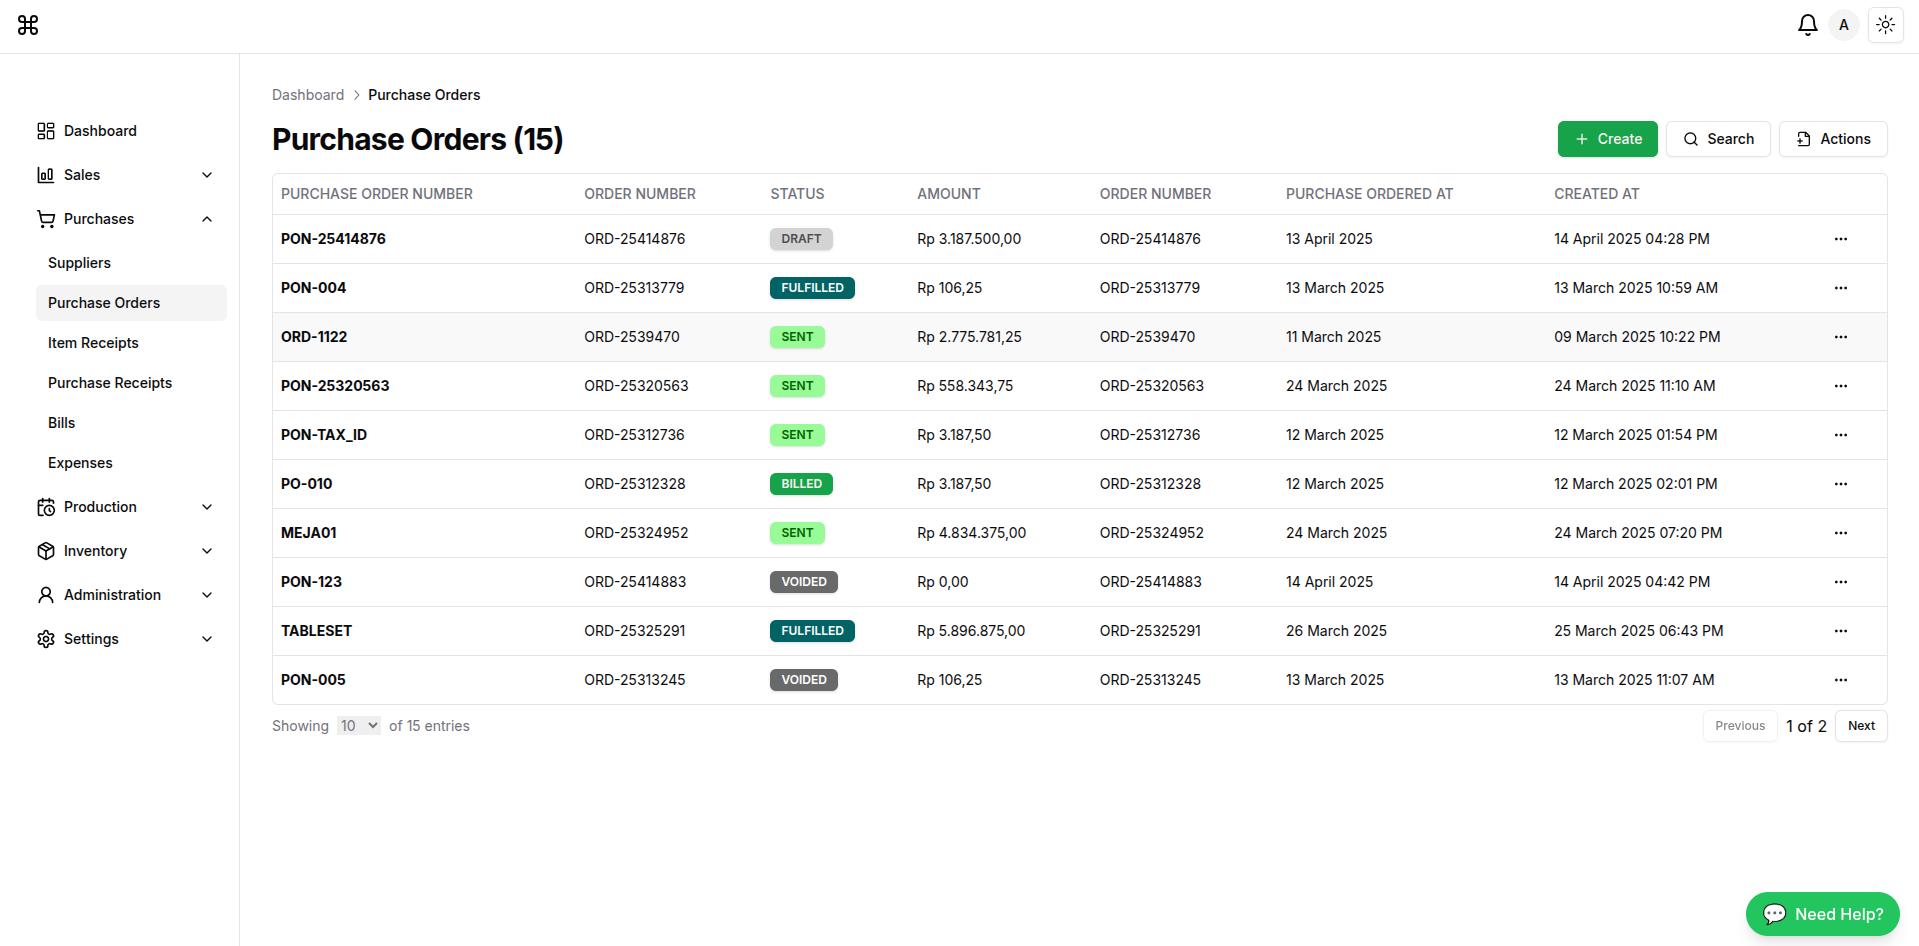 A
Dashboard
Sales
Purchases
Suppliers
Purchase Orders
Item Receipts
Purchase Receipts
Bills
Expenses
Production
Inventory
Administration
Settings
Dashboard > Purchase Orders
Purchase Orders (15)
+ Create Search Actions
PURCHASE ORDER NUMBER ORDER NUMBER STATUS AMOUNT ORDER NUMBER PURCHASE ORDERED AT CREATED AT
PON-25414876 ORD-25414876 DRAFT Rp 3.187.500,00 ORD-25414876 13 April 2025 14 April 2025 04:28 PM ...
PON-004 ORD-25313779 FULFILLED Rp 106,25 ORD-25313779 13 March 2025 13 March 2025 10:59 AM ...
ORD-1122 ORD-2539470 SENT Rp 2.775.781,25 ORD-2539470 11 March 2025 09 March 2025 10:22 PM ...
PON-25320563 ORD-25320563 SENT Rp 558.343,75 ORD-25320563 24 March 2025 24 March 2025 11:10 AM ...
PON-TAX_ID ORD-25312736 SENT Rp 3.187,50 ORD-25312736 12 March 2025 12 March 2025 01:54 PM ...
PO-010 ORD-25312328 BILLED Rp 3.187,50 ORD-25312328 12 March 2025 12 March 2025 02:01 PM ...
MEJA01 ORD-25324952 SENT Rp 4.834.375,00 ORD-25324952 24 March 2025 24 March 2025 07:20 PM ...
PON-123 ORD-25414883 VOIDED Rp 0,00 ORD-25414883 14 April 2025 14 April 2025 04:42 PM ...
TABLESET ORD-25325291 FULFILLED Rp 5.896.875,00 ORD-25325291 26 March 2025 25 March 2025 06:43 PM ...
PON-005 ORD-25313245 VOIDED Rp 106,25 ORD-25313245 13 March 2025 13 March 2025 11:07 AM ...
Showing 10 of 15 entries Previous 1 of 2 Next
Need Help?